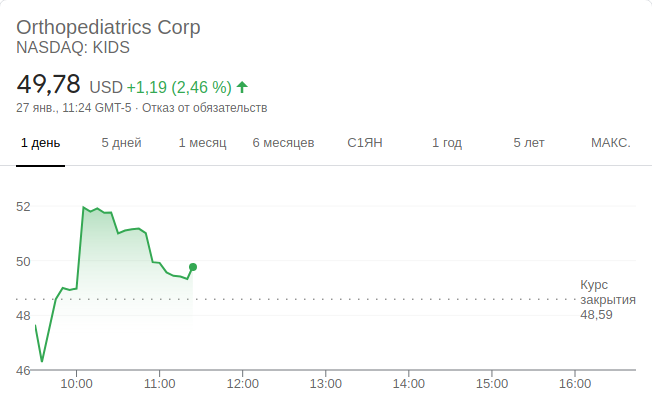 Orthopediatrics Corp
NASDAQ: KIDS
49,78 USD +1,19 (2,46 %)
27 янв., 11:24 GMT-5 · Отказ от обязательств
1 день 5 дней 1 месяц 6 месяцев С1ЯН 1 год 5 лет МАКС.
52
50
Курс
закрытия
48,59
48
46
10:00 11:00 12:00 13:00 14:00 15:00 16:00